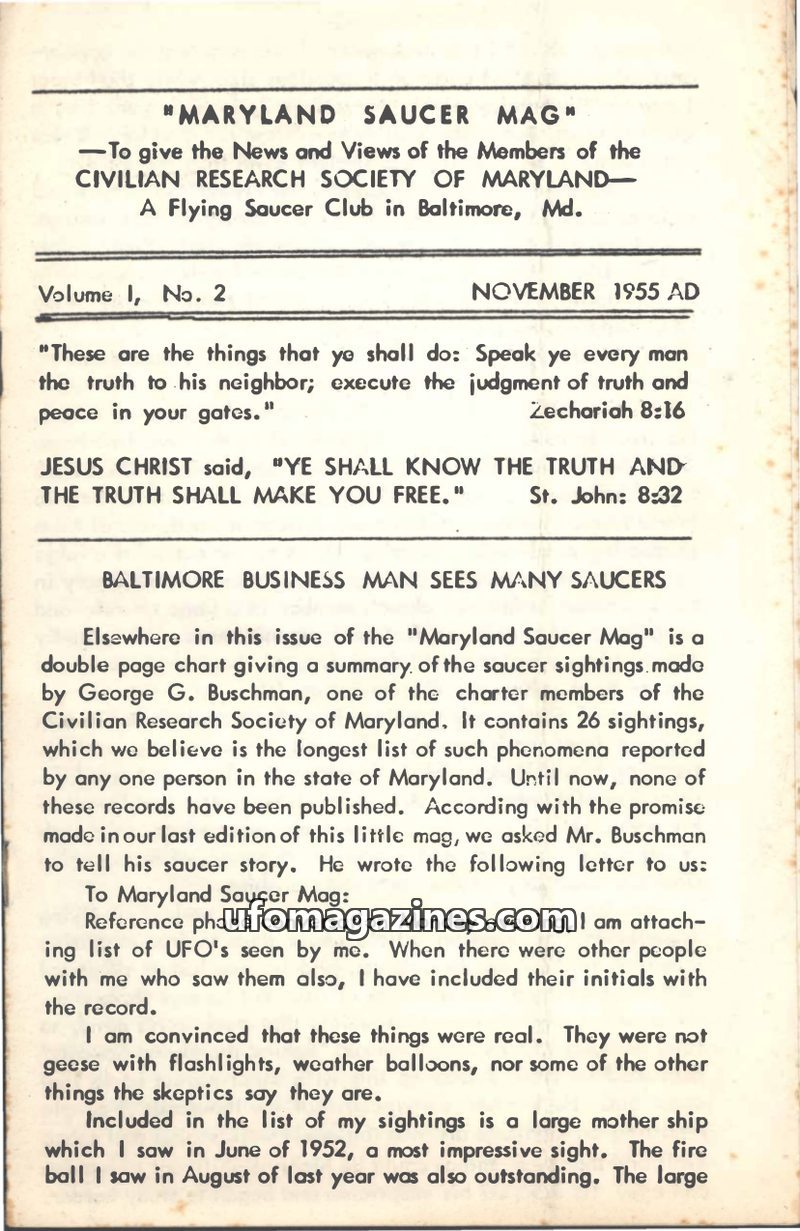 "MARYLAND SAUCER MAG"
—To give the News and Views of the Members of the
CIVILIAN RESEARCH SOCIETY OF MARYLAND—
A Flying Saucer Club in Baltimore, Md.
Volume I, No. 2 NOVEMBER 1955 AD
"These are the things that ye shall do: Speak ye every man
the truth to his neighbor; execute the judgment of truth and
peace in your gates." Zechariah 8:16
JESUS CHRIST said, "YE SHALL KNOW THE TRUTH AND
THE TRUTH SHALL MAKE YOU FREE." St. John: 8:32
BALTIMORE BUSINESS MAN SEES MANY SAUCERS
Elsewhere in this issue of the "Maryland Saucer Mag" is a
double page chart giving a summary of the saucer sightings made
by George G. Buschman, one of the charter members of the
Civilian Research Society of Maryland. It contains 26 sightings,
which we believe is the longest list of such phenomena reported
by any one person in the state of Maryland. Until now, none of
these records have been published. According with the promise
made in our last edition of this little mag, we asked Mr. Buschman
to tell his saucer story. He wrote the following letter to us:
To Maryland Saucer Mag:
Reference I am attach-
ufomagazines.com
ing list of UFO's seen by me. When there were other people
with me who saw them also, I have included their initials with
the record.
I am convinced that these things were real. They were not
geese with flashlights, weather balloons, nor some of the other
things the skeptics say they are.
Included in the list of my sightings is a large mother ship
which I saw in June of 1952, a most impressive sight. The fire
ball I saw in August of last year was also outstanding. The large